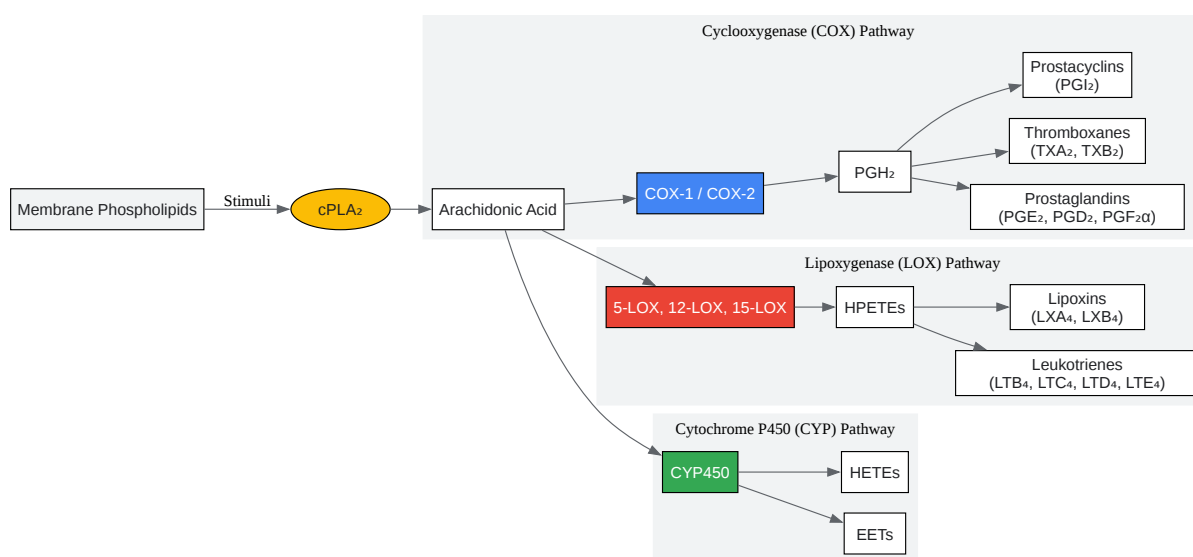 Cyclooxygenase (COX) Pathway
Prostacyclins
(PGI₂)
Thromboxanes
(TXA₂, TXB₂)
PGH₂
COX-1 / COX-2
Prostaglandins
(PGE₂, PGD₂, PGF₂α)
Membrane Phospholipids
Stimuli
cPLA₂
Arachidonic Acid
Lipoxygenase (LOX) Pathway
5-LOX, 12-LOX, 15-LOX
HPETEs
Lipoxins
(LXA₄, LXB₄)
Leukotrienes
(LTB₄, LTC₄, LTD₄, LTE₄)
Cytochrome P450 (CYP) Pathway
CYP450
HETEs
EETs